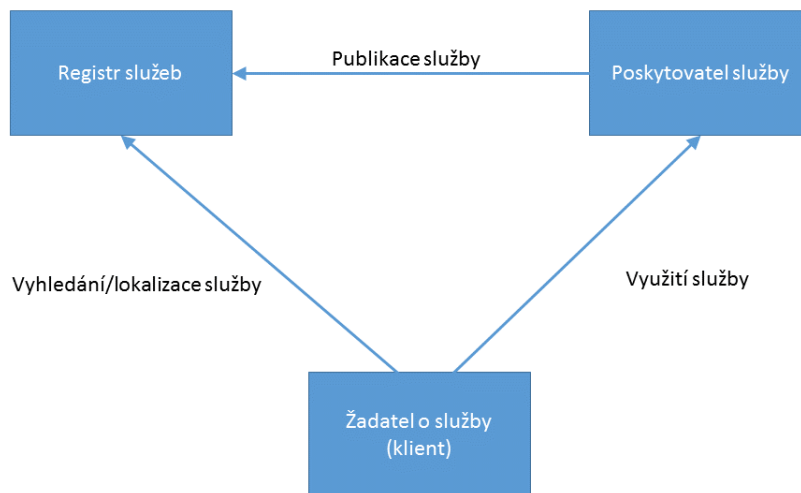 Registr služeb
Publikace služby
Poskytovatel služby
Vyhledání/lokalizace služby
Využití služby
Žadatel o služby
(klient)